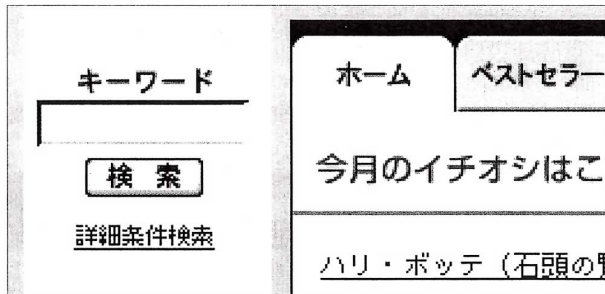 キーワード
検 索
詳細条件検索
ホーム
ベストセラー
今月のイチオシはこ
ハリ・ボッテ（石頭の